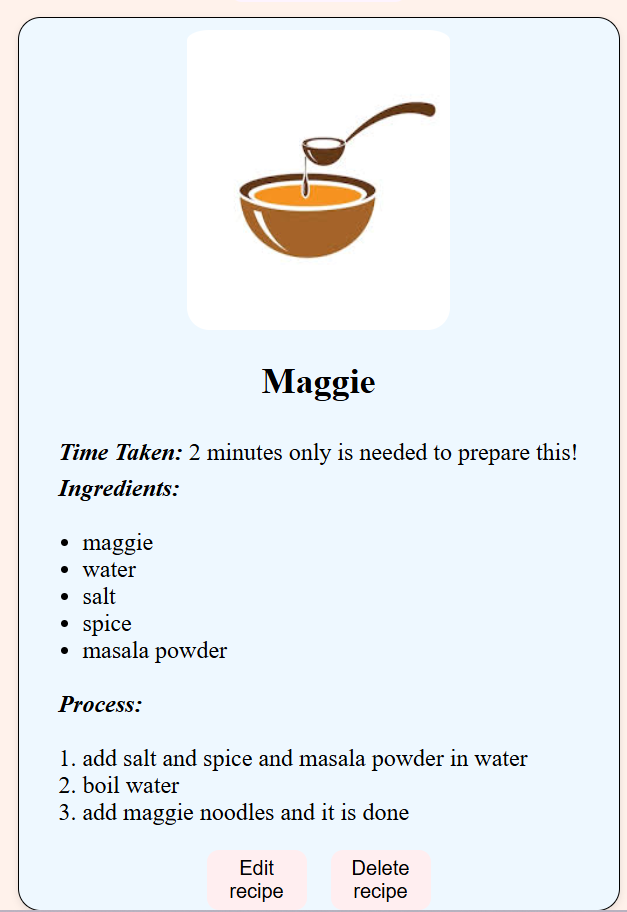 Maggie
Time Taken: 2 minutes only is needed to prepare this!
Ingredients:
• maggie
• water
• salt
• spice
• masala powder
Process:
1. add salt and spice and masala powder in water
2. boil water
3. add maggie noodles and it is done
Edit
recipe
Delete
recipe